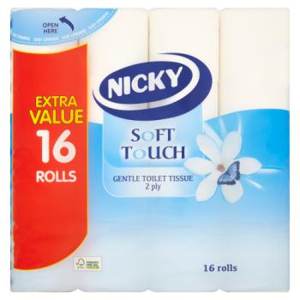 OPEN
HERE
NICKY
EXTRA
VALUE
16
ROLLS
SOFT
TOUCH
GENTLE TOILET TISSUE
2 ply
16 rolls